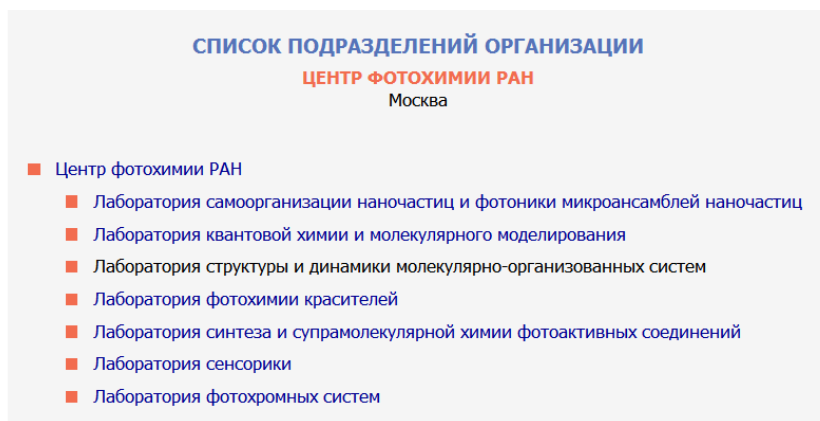 СПИСОК ПОДРАЗДЕЛЕНИЙ ОРГАНИЗАЦИИ
ЦЕНТР ФОТОХИМИИ РАН
Москва
Центр фотохимии РАН
Лаборатория самоорганизации наночастиц и фотоники микроансамблей наночастиц
Лаборатория квантовой химии и молекулярного моделирования
Лаборатория структуры и динамики молекулярно-организованных систем
Лаборатория фотохимии красителей
Лаборатория синтеза и супрамолекулярной химии фотоактивных соединений
Лаборатория сенсорики
Лаборатория фотохромных систем